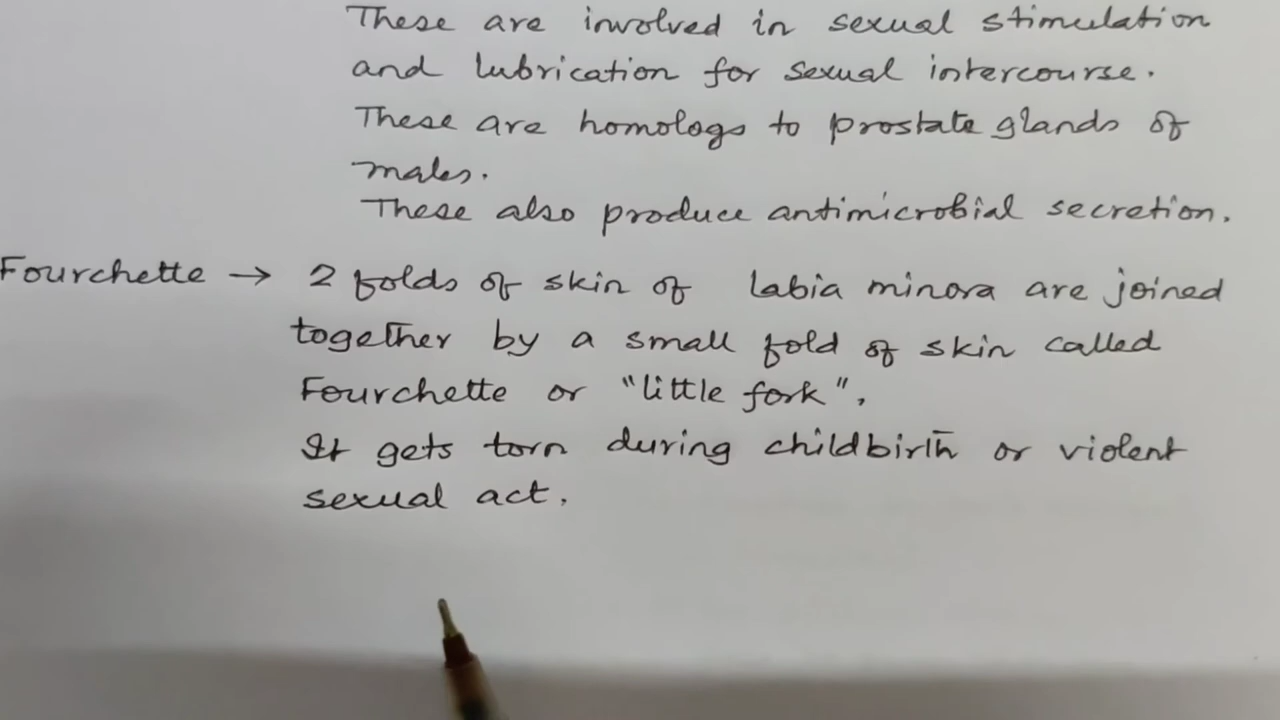 These are involved in sexual stimulation
and lubrication for sexual intercourse.
These are homologs to prostate glands of
males.
These also produce antimicrobial secretion.
Fourchette → 2 folds of skin of labia minora are joined
together by a small fold of skin called
Fourchette or "little fork".
It gets torn during childbirth or violent
sexual act.